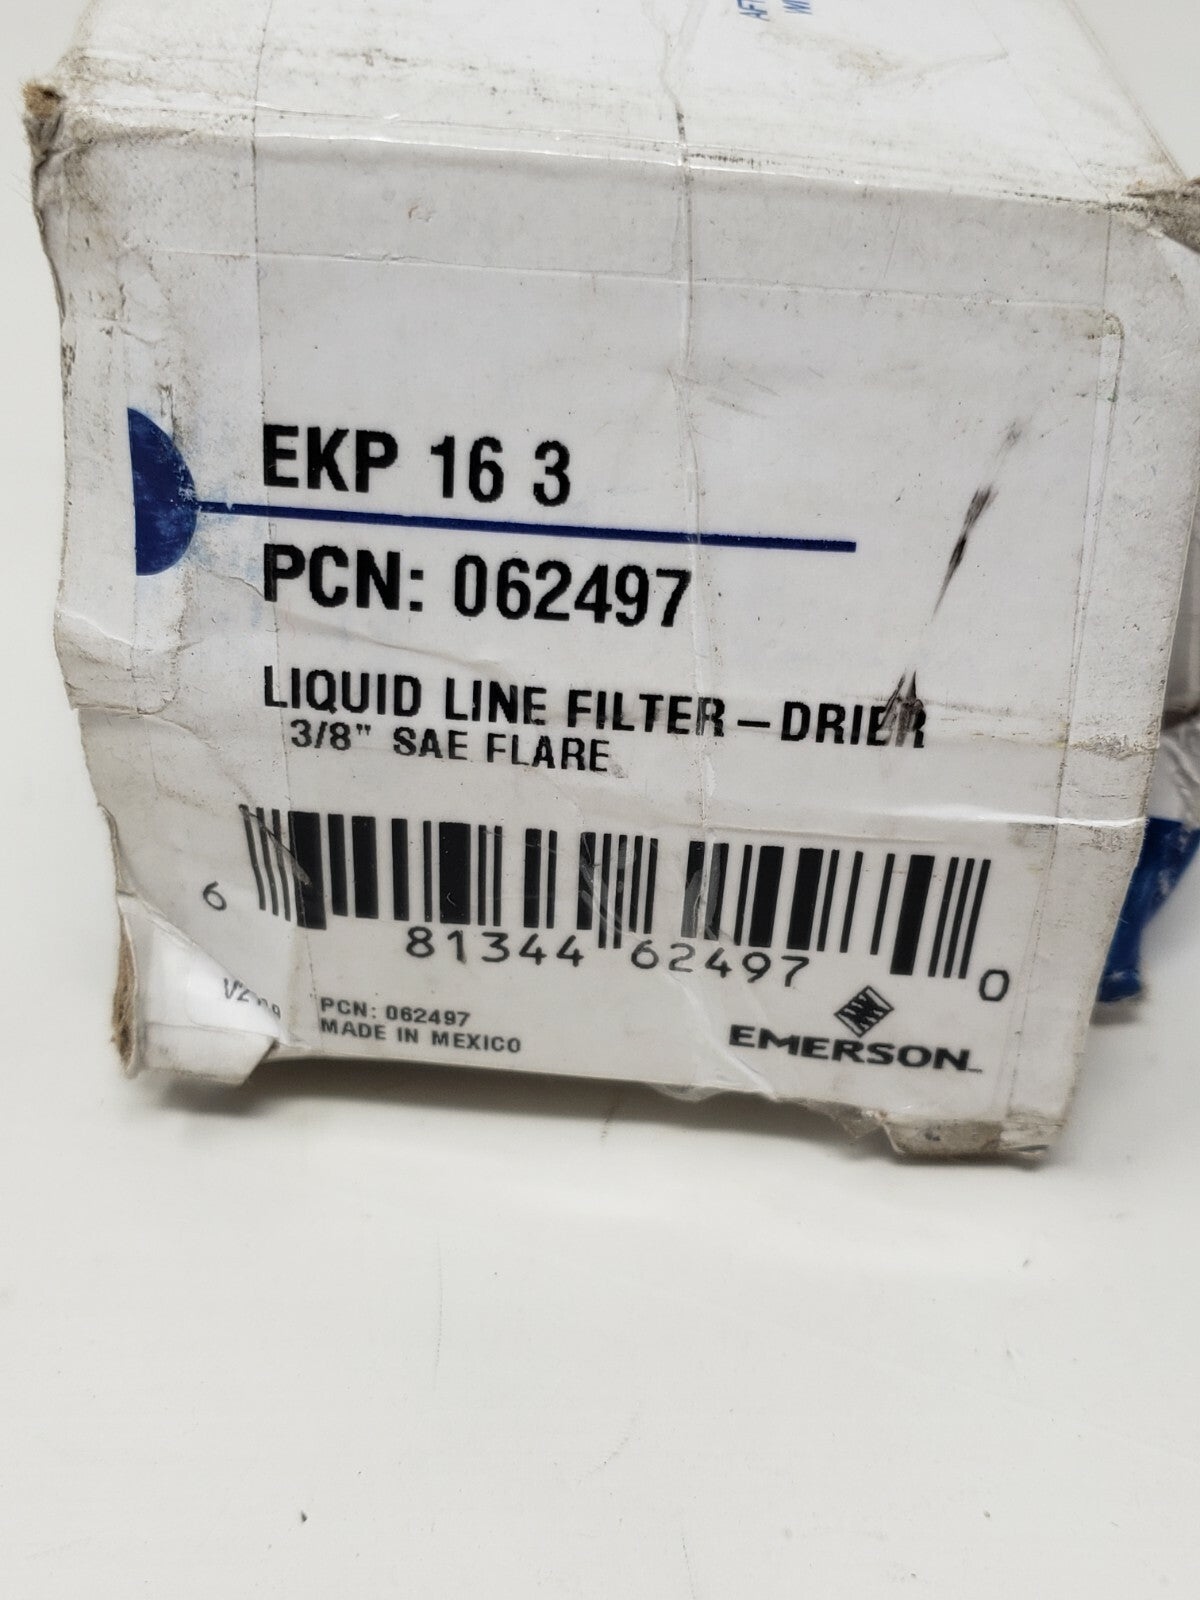 EKP 16 3
PCN: 062497
LIQUID LINE FILTER-DRIER
3/8" SAE FLARE
6 81344 62497 0
PCN: 062497
MADE IN MEXICO
EMERSON